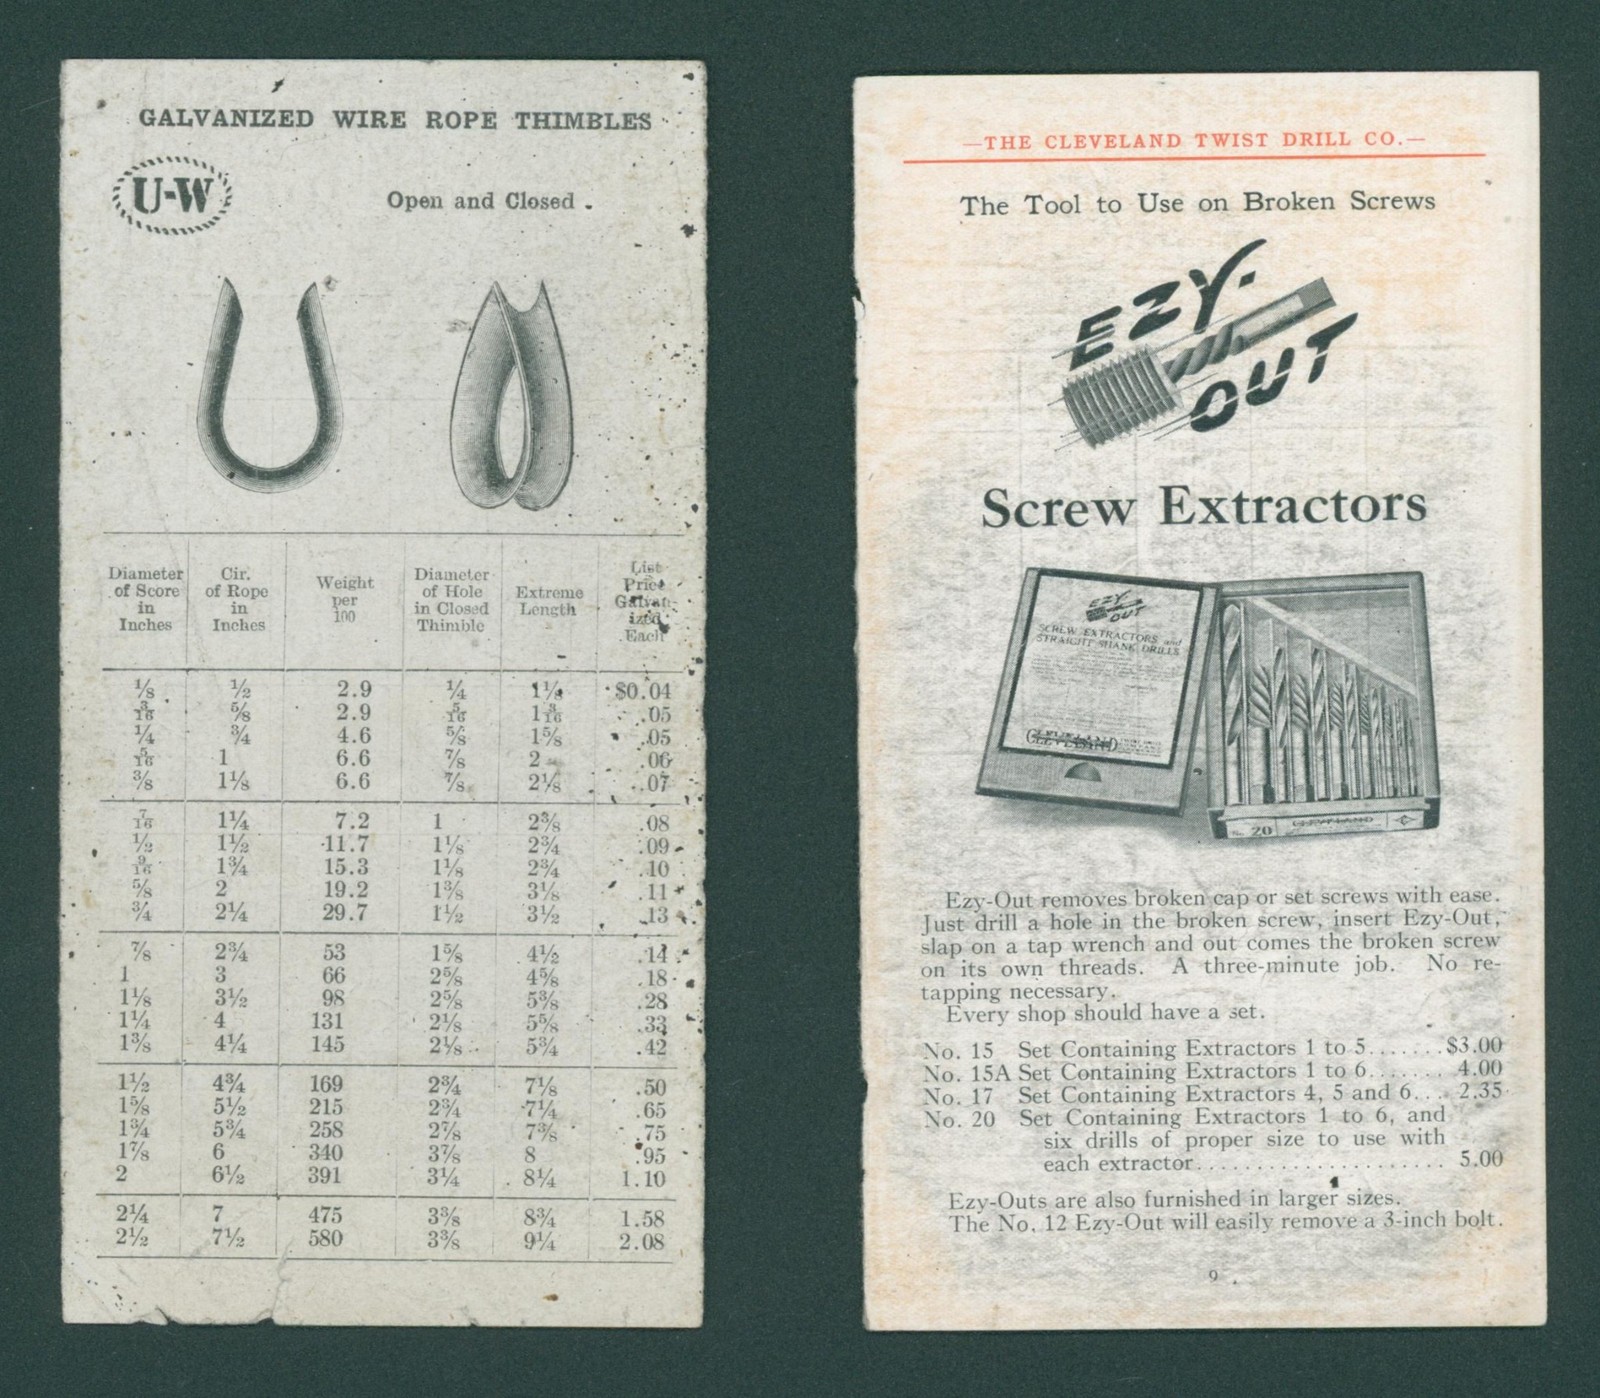 GALVANIZED WIRE ROPE THIMBLES
U-W
Open and Closed
Diameter of Score in Inches | Cir. of Rope in Inches | Weight per 100 | Diameter of Hole in Closed Thimble | Extreme Length | List Price Galvanized Each
⅛ ½ 2.9 ¼ 1⅛ $0.04
3/16 ⅝ 2.9 5/16 1 3/16 .05
¼ ¾ 4.6 ⅝ 1⅝ .05
5/16 1 6.6 ⅞ 2 .06
⅜ 1⅛ 6.6 ⅞ 2⅛ .07
7/16 1¼ 7.2 1 2⅜ .08
½ 1½ 11.7 1⅛ 2¾ .09
9/16 1¾ 15.3 1⅛ 2¾ .10
⅝ 2 19.2 1⅜ 3⅛ .11
¾ 2¼ 29.7 1½ 3½ .13
⅞ 2¾ 53 1⅝ 4½ .14
1 3 66 2⅝ 4⅝ .18
1⅛ 3½ 98 2⅝ 5⅜ .28
1¼ 4 131 2⅛ 5⅝ .33
1⅜ 4¼ 145 2⅛ 5¾ .42
1½ 4¾ 169 2¾ 7⅛ .50
1⅝ 5½ 215 2¾ 7¼ .65
1¾ 5¾ 258 2⅞ 7⅜ .75
1⅞ 6 340 3⅞ 8 .95
2 6½ 391 3¼ 8¼ 1.10
2¼ 7 475 3⅜ 8¾ 1.58
2½ 7½ 580 3⅜ 9¼ 2.08
—THE CLEVELAND TWIST DRILL CO.—
The Tool to Use on Broken Screws
EZY-
OUT
Screw Extractors
EZY
OUT
SCREW EXTRACTORS and
STRAIGHT SHANK DRILLS
CLEVELAND
No. 20 CLEVELAND
Ezy-Out removes broken cap or set screws with ease.
Just drill a hole in the broken screw, insert Ezy-Out,
slap on a tap wrench and out comes the broken screw
on its own threads. A three-minute job. No re-
tapping necessary.
Every shop should have a set.
No. 15 Set Containing Extractors 1 to 5.......$3.00
No. 15A Set Containing Extractors 1 to 6....... 4.00
No. 17 Set Containing Extractors 4, 5 and 6... 2.35
No. 20 Set Containing Extractors 1 to 6, and
six drills of proper size to use with
each extractor...................... 5.00
Ezy-Outs are also furnished in larger sizes.
The No. 12 Ezy-Out will easily remove a 3-inch bolt.
9